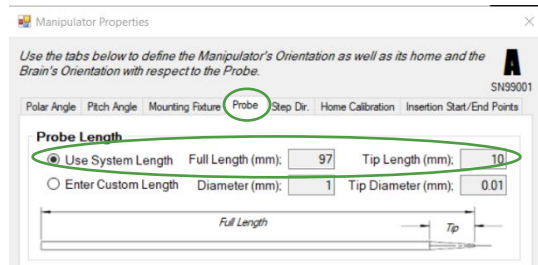 Manipulator Properties
Use the tabs below to define the Manipulator's Orientation as well as its home and the
Brain's Orientation with respect to the Probe.
A
SN99001
Polar Angle Pitch Angle Mounting Fixture Probe Step Dir. Home Calibration Insertion Start/End Points
Probe Length
Use System Length Full Length (mm); 97 Tip Length (mm); 10
Enter Custom Length Diameter (mm); 1 Tip Diameter (mm); 0.01
Full Length Tip